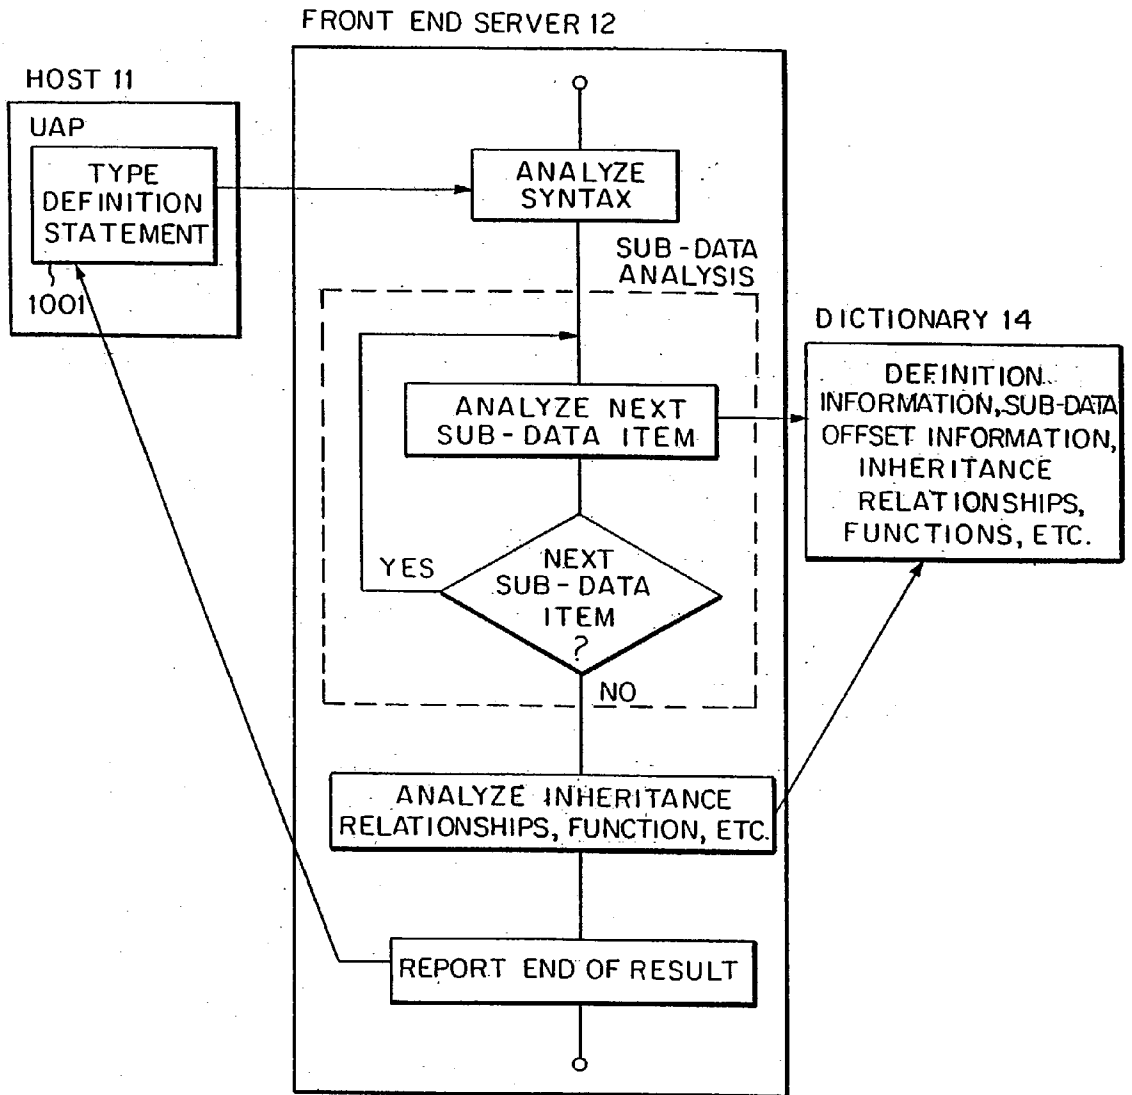 FRONT END SERVER 12
HOST 11
UAP
TYPE
DEFINITION
STATEMENT
1001
ANALYZE
SYNTAX
SUB-DATA
ANALYSIS
ANALYZE NEXT
SUB-DATA ITEM
YES
NEXT
SUB-DATA
ITEM
?
NO
ANALYZE INHERITANCE
RELATIONSHIPS, FUNCTION, ETC.
REPORT END OF RESULT
DICTIONARY 14
DEFINITION
INFORMATION, SUB-DATA
OFFSET INFORMATION,
INHERITANCE
RELATIONSHIPS,
FUNCTIONS, ETC.